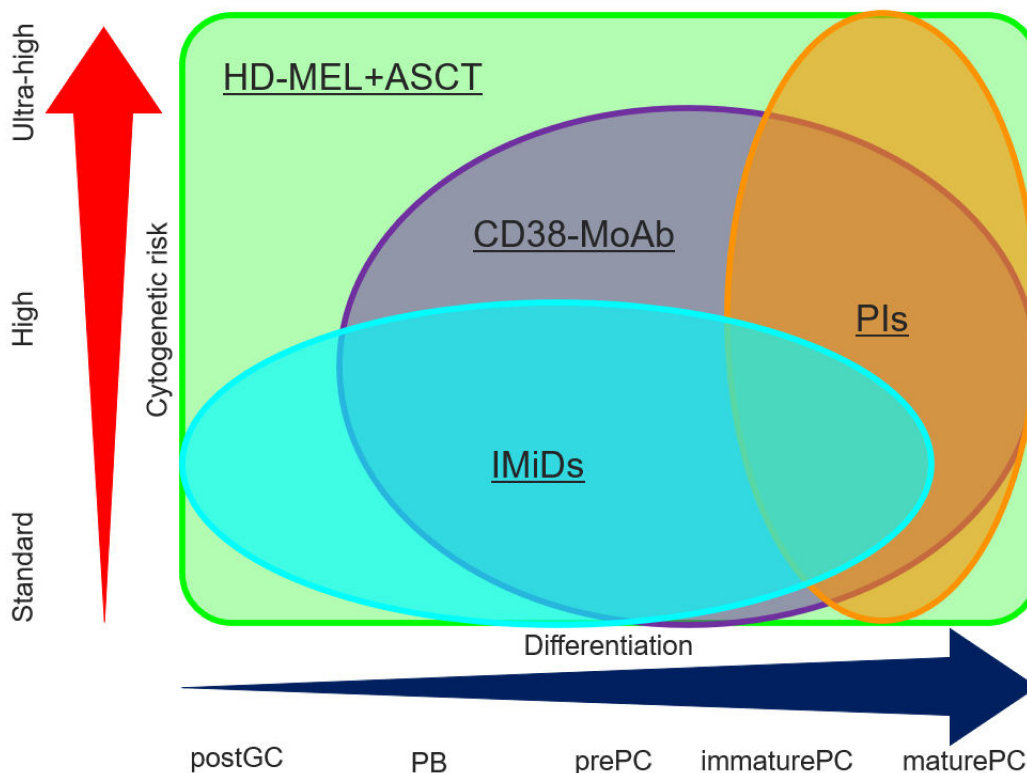 Ultra-high
High
Standard
Cytogenetic risk
HD-MEL+ASCT
CD38-MoAb
PIs
IMiDs
Differentiation
postGC
PB
prePC
immaturePC
maturePC